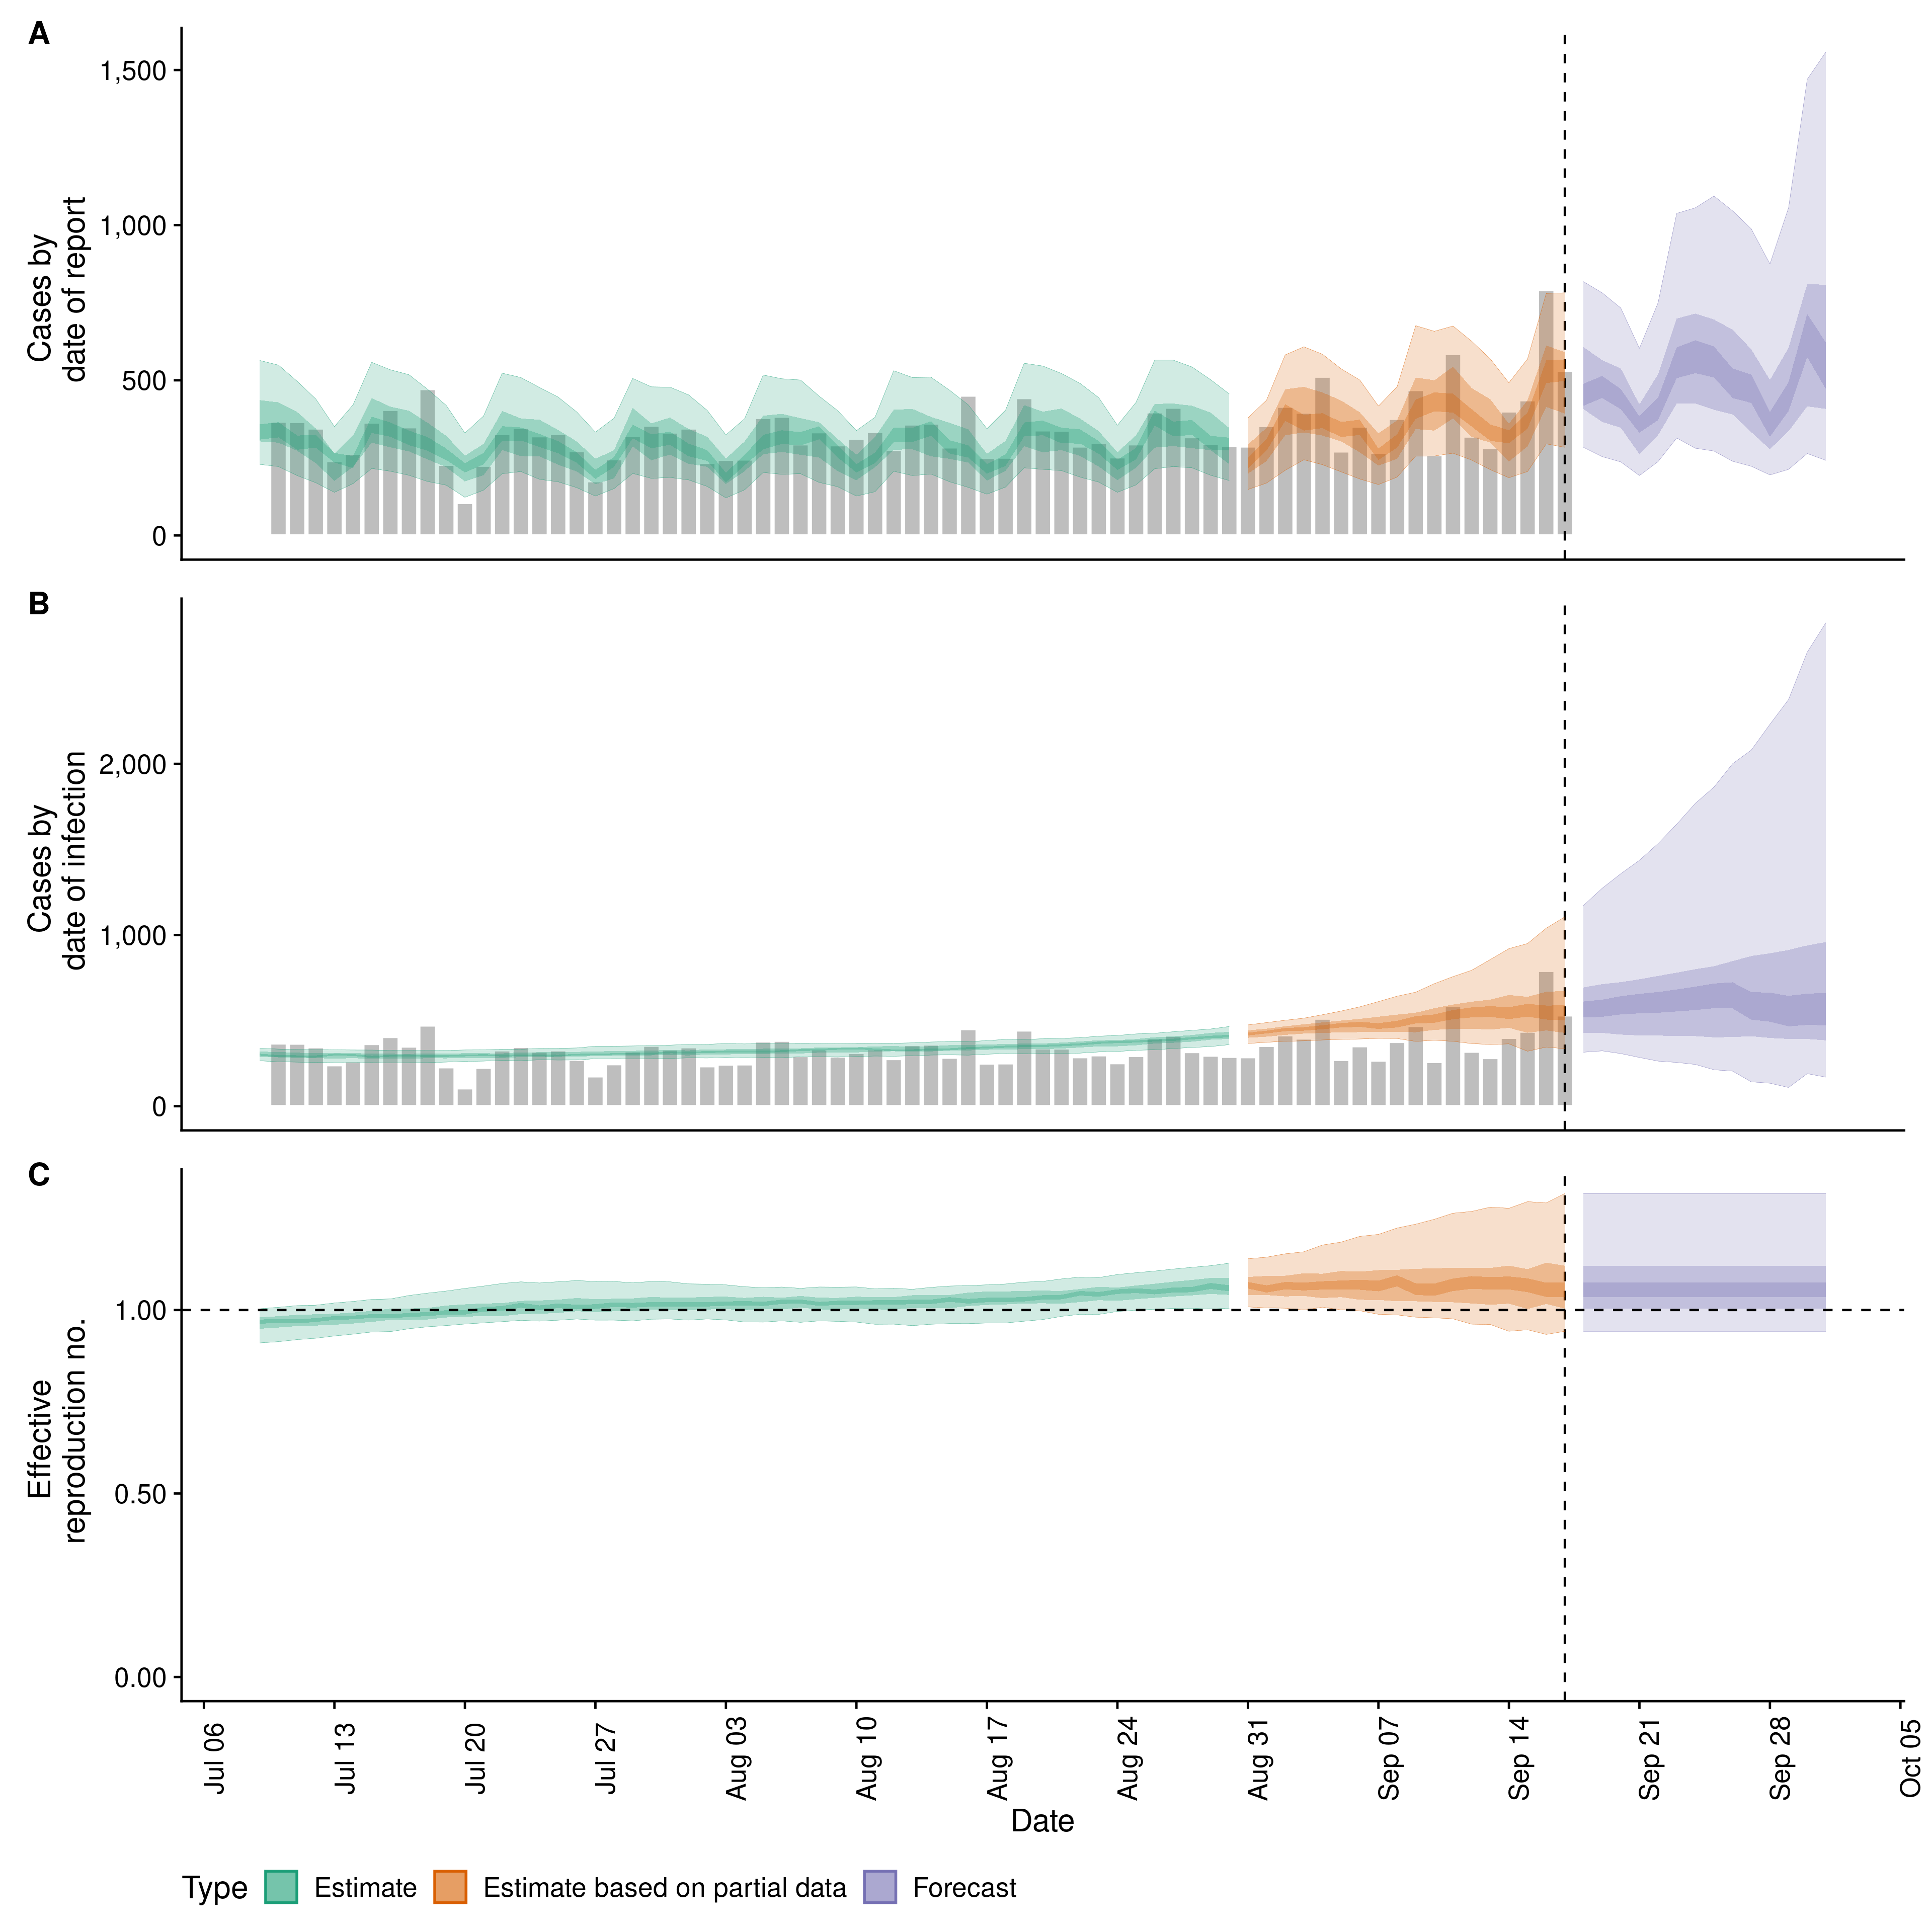 A
Cases by
date of report
1,500
1,000
500
0
B
Cases by
date of infection
2,000
1,000
0
C
Effective
reproduction no.
1.00
0.50
0.00
Jul 06
Jul 13
Jul 20
Jul 27
Aug 03
Aug 10
Aug 17
Aug 24
Aug 31
Sep 07
Sep 14
Sep 21
Sep 28
Oct 05
Date
Type Estimate Estimate based on partial data Forecast